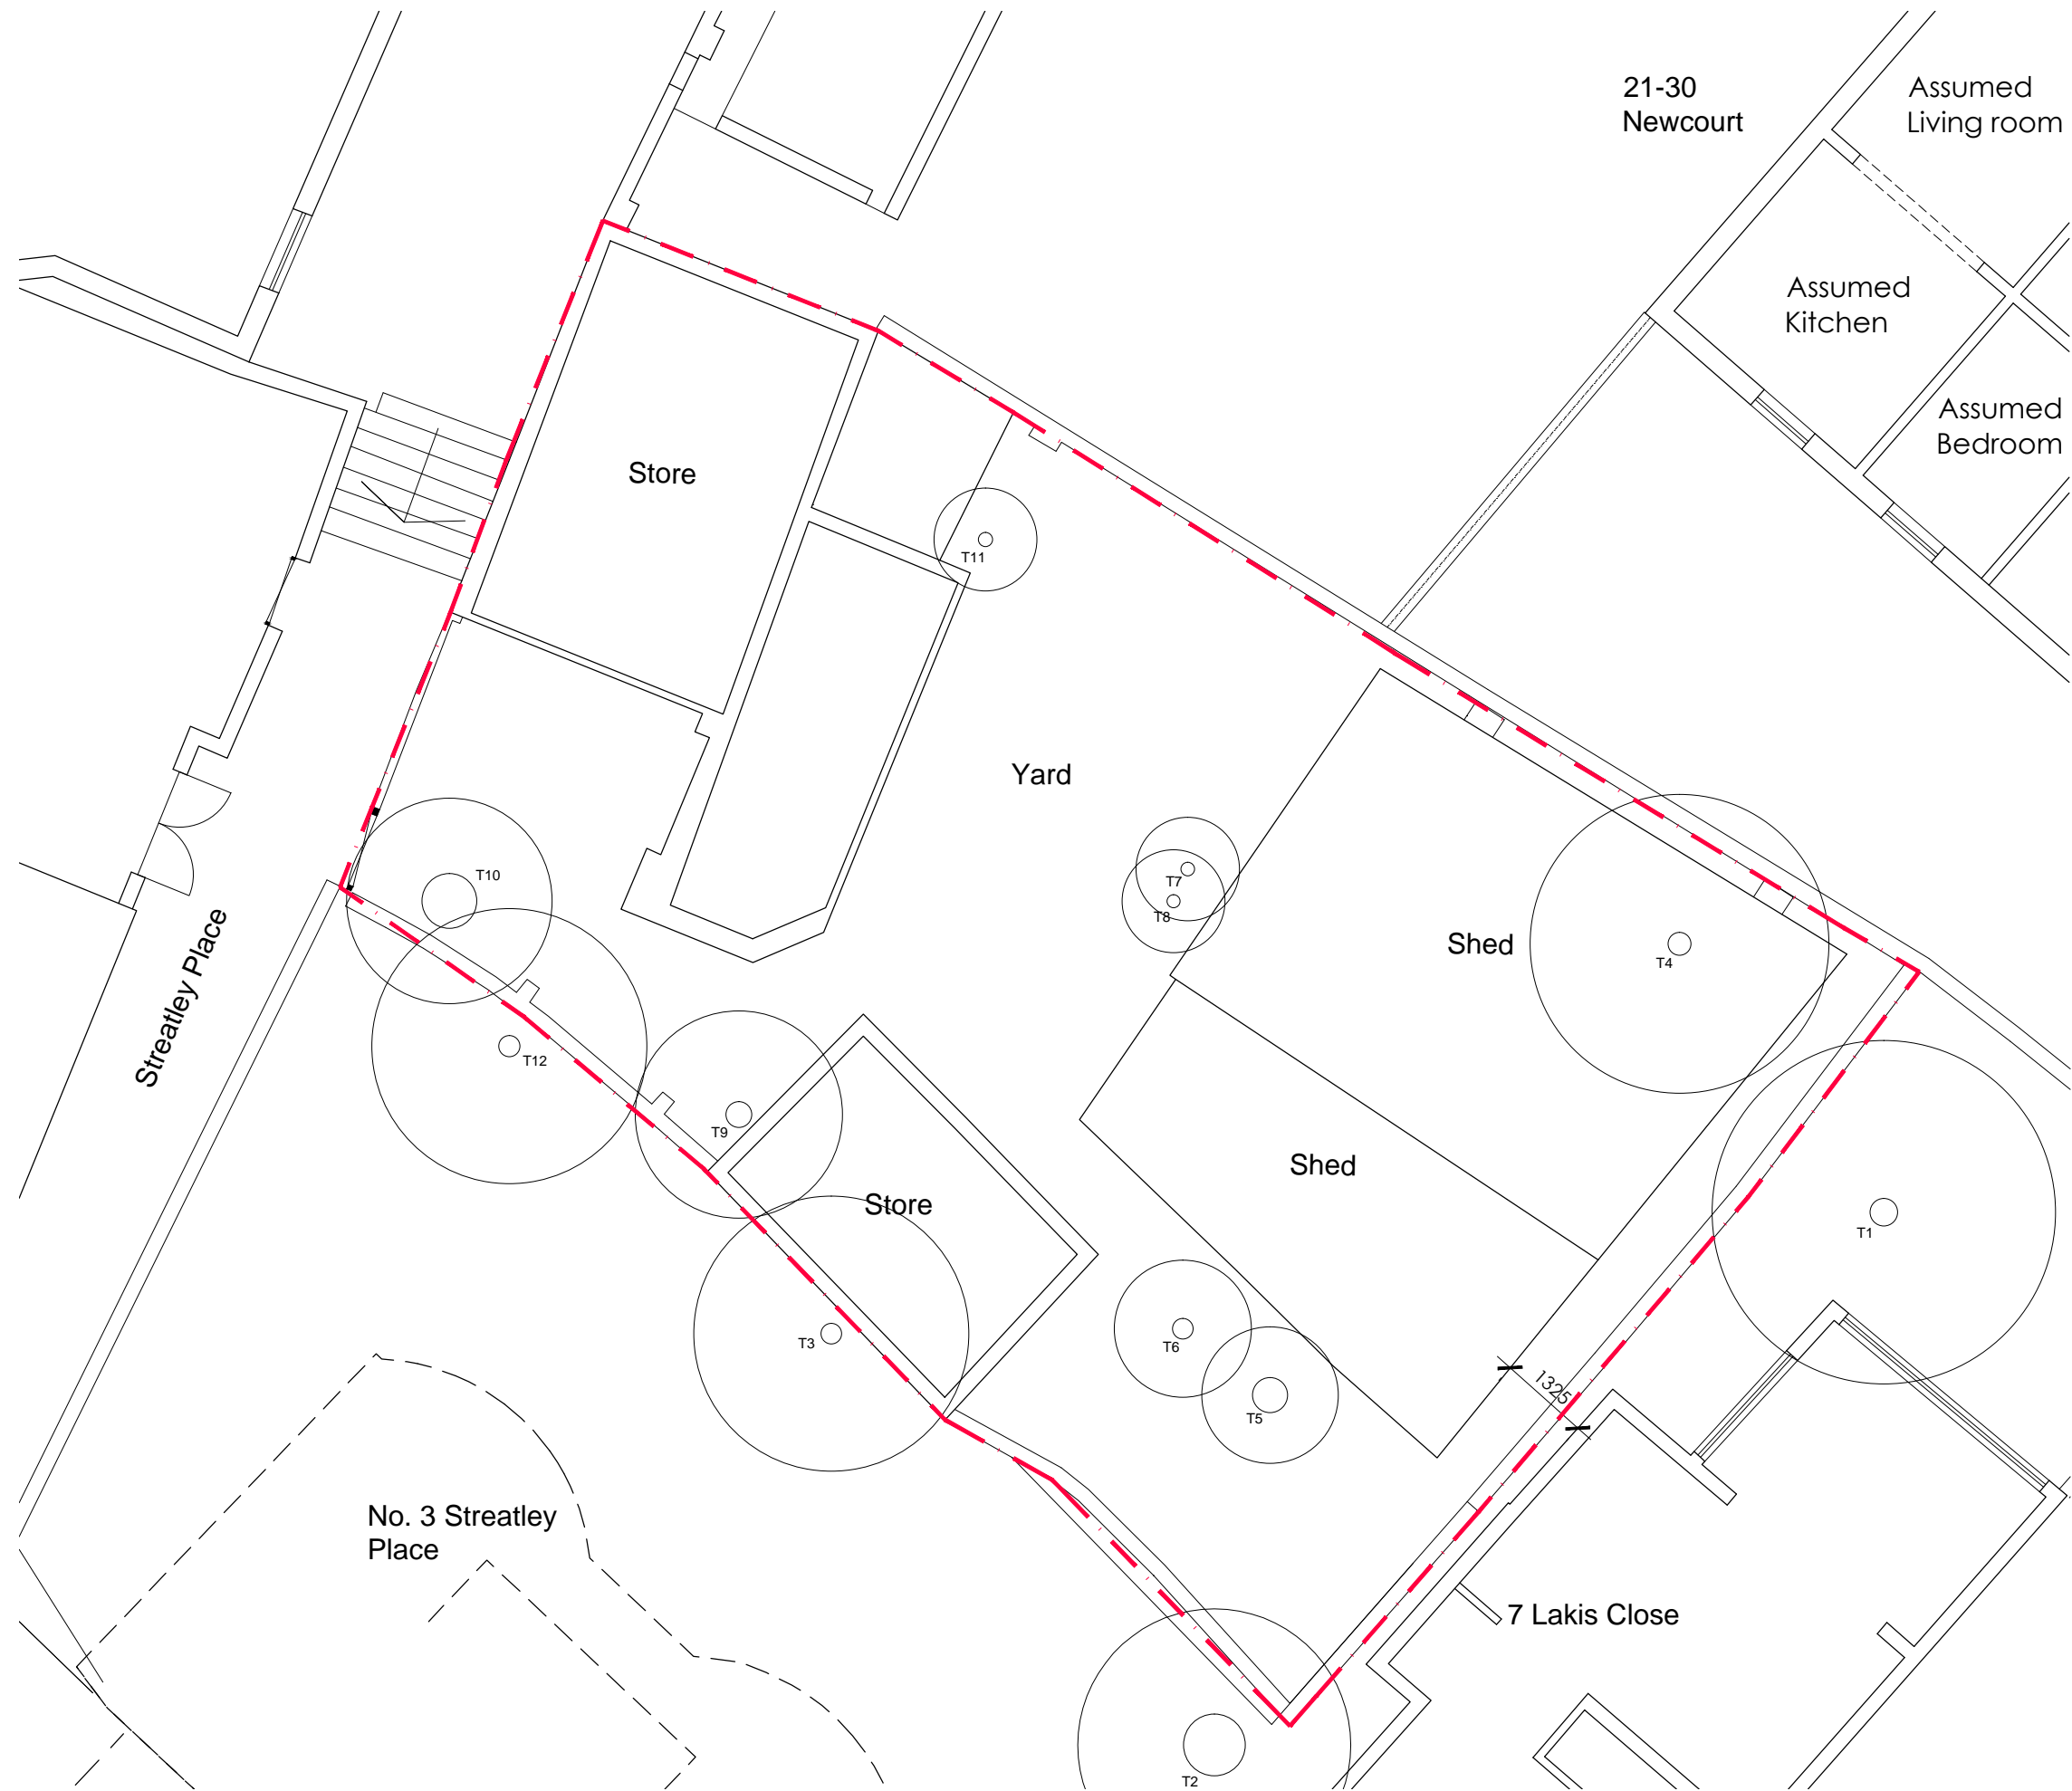 21-30
Newcourt
Assumed
Living room
Assumed
Kitchen
Assumed
Bedroom
Store
T11
Yard
T10
T7
T8
Shed
T4
Streatley Place
T12
T9
Shed
Store
T1
T3
T6
T5
1325
No. 3 Streatley
Place
7 Lakis Close
T2